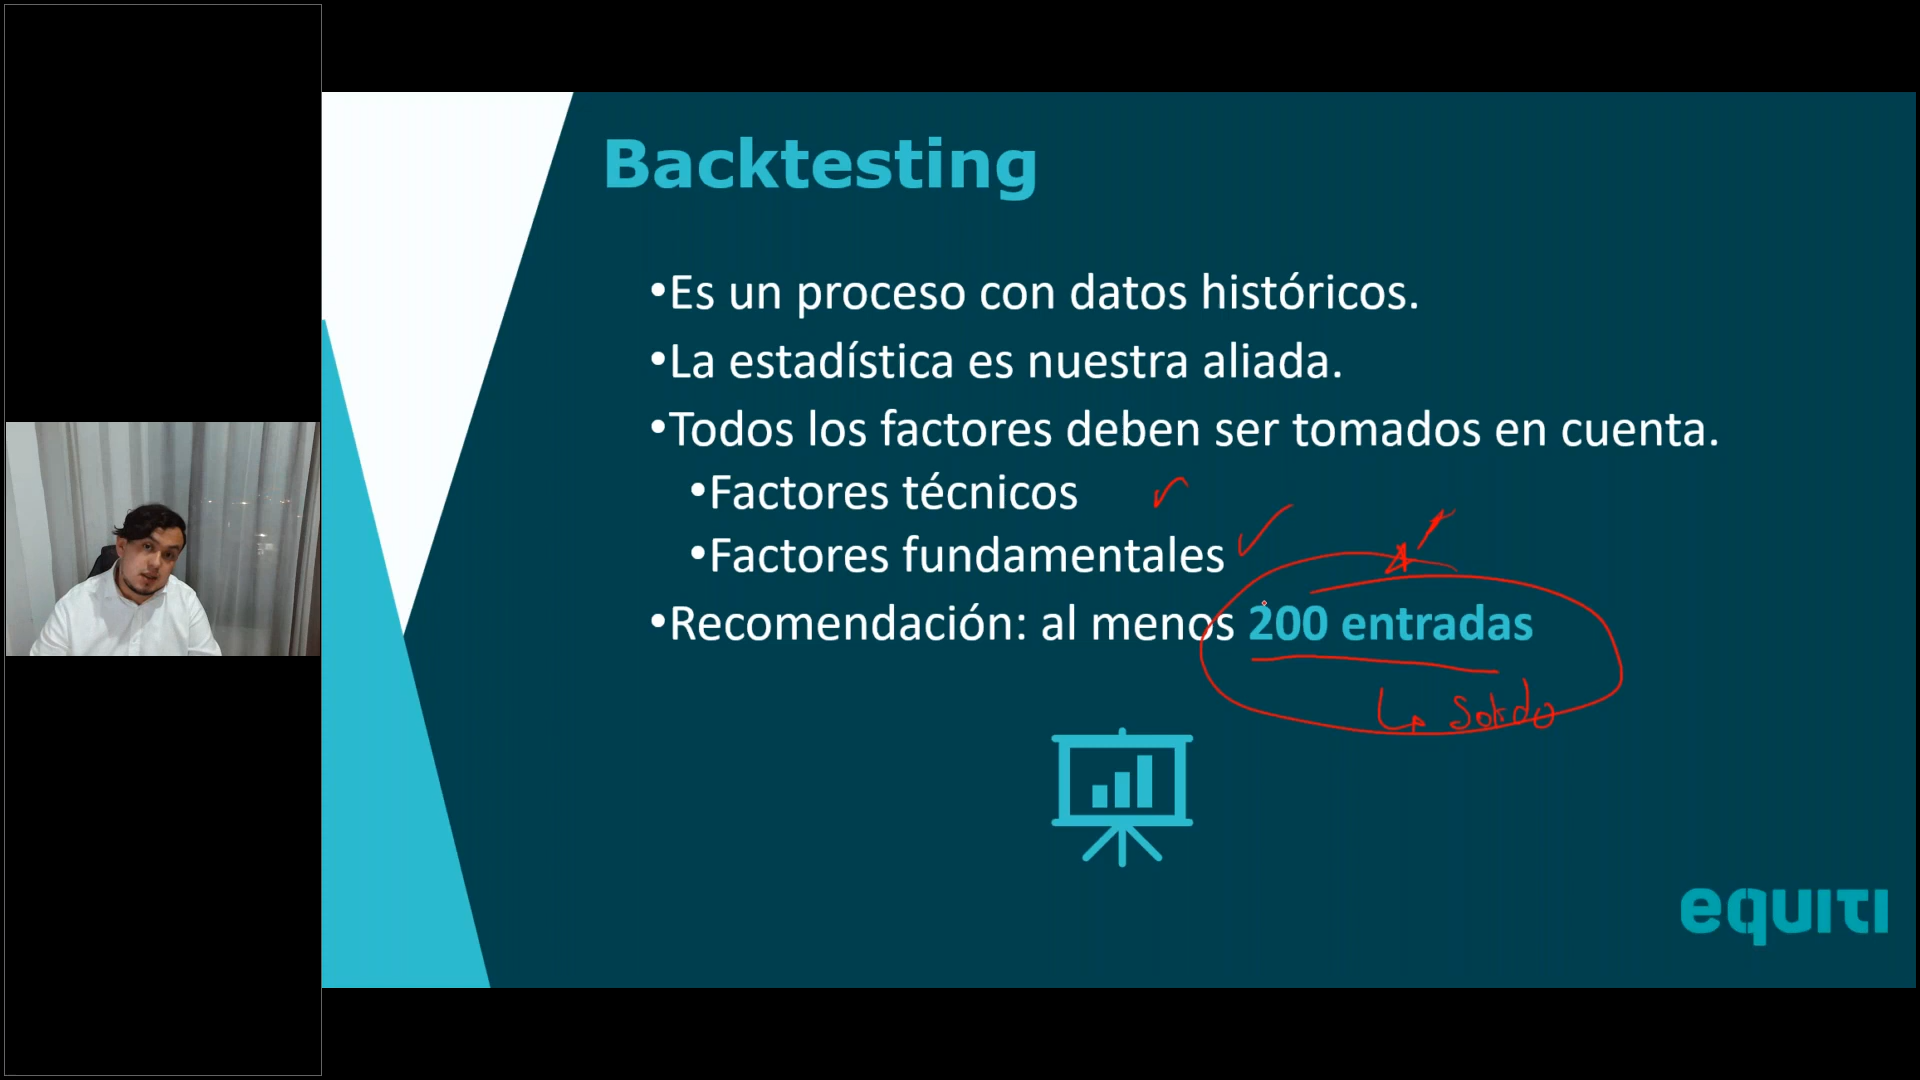 Backtesting
•Es un proceso con datos históricos.
•La estadística es nuestra aliada.
•Todos los factores deben ser tomados en cuenta.
•Factores técnicos
•Factores fundamentales
•Recomendación: al menos 200 entradas
Solido
equiti